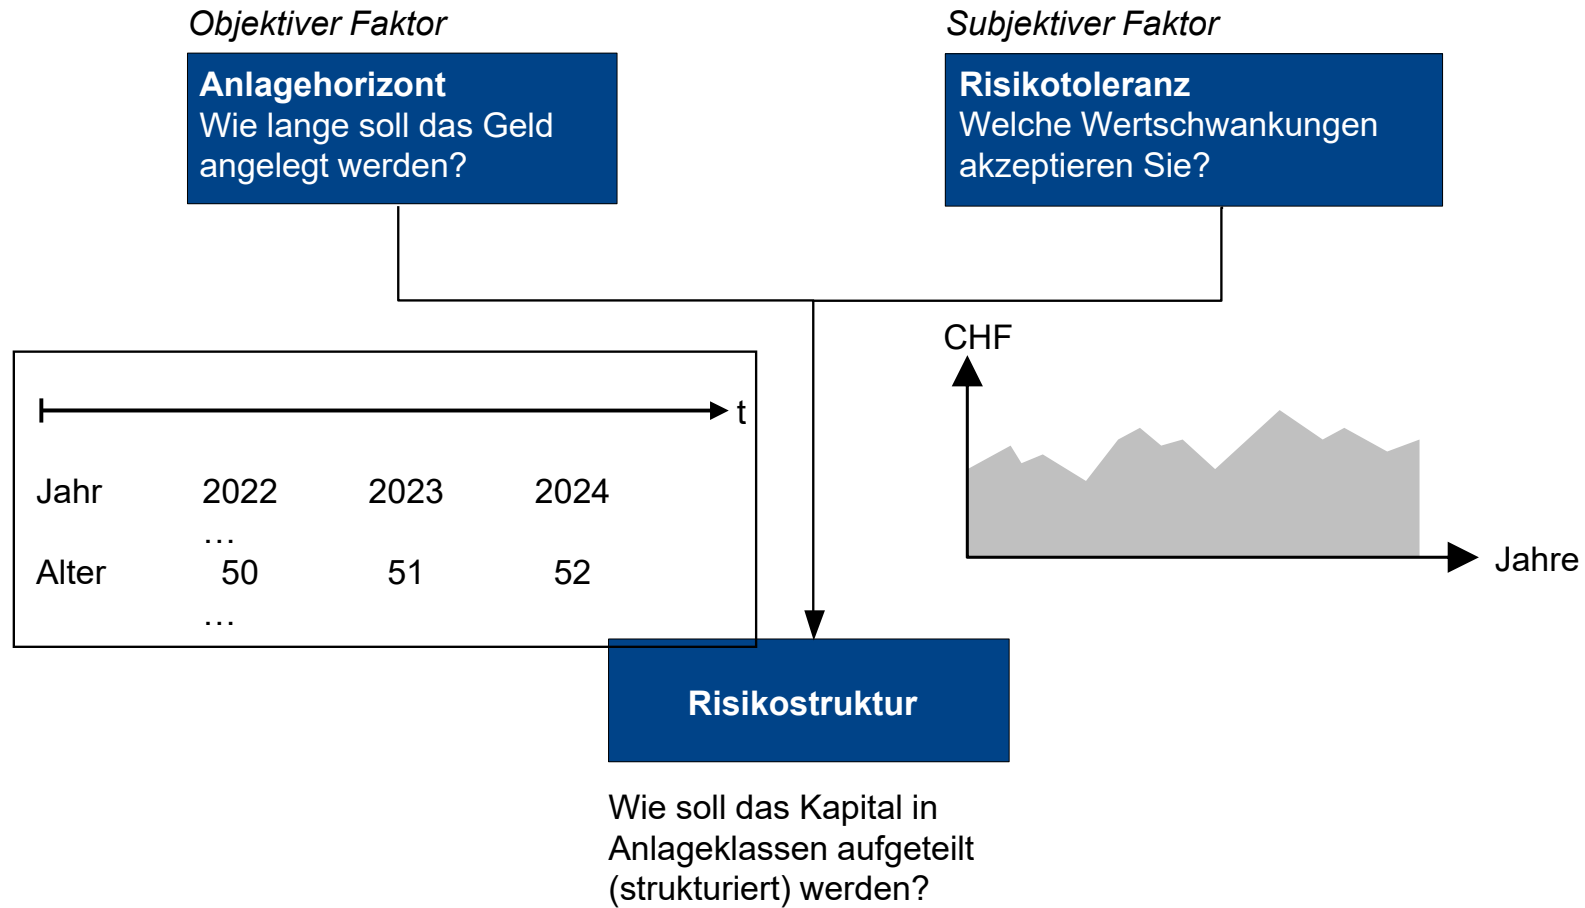 Objektiver Faktor
Anlagehorizont
Wie lange soll das Geld
angelegt werden?
Subjektiver Faktor
Risikotoleranz
Welche Wertschwankungen
akzeptieren Sie?
t
Jahr 2022 2023 2024
…
Alter 50 51 52
…
CHF
Jahre
Risikostruktur
Wie soll das Kapital in
Anlageklassen aufgeteilt
(strukturiert) werden?